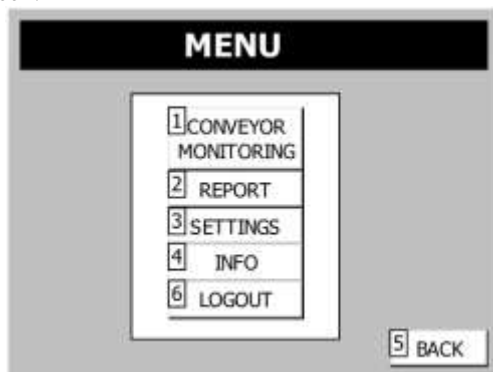 MENU
1 CONVEYOR
MONITORING
2 REPORT
3 SETTINGS
4 INFO
6 LOGOUT
5 BACK